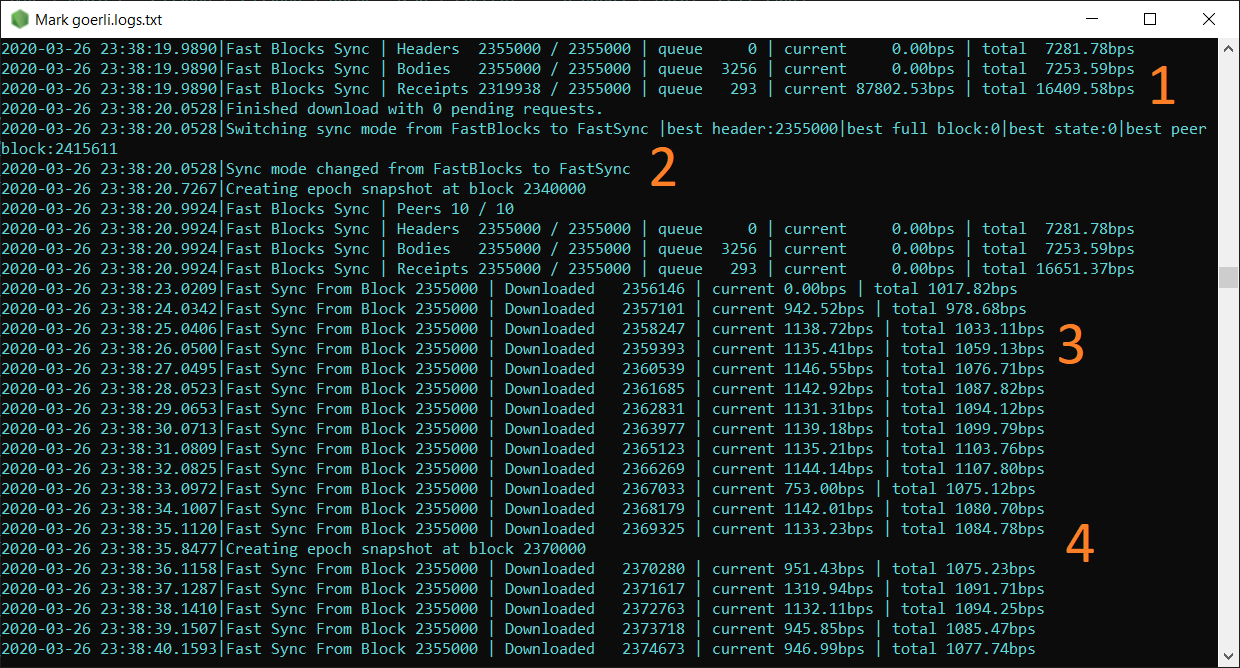 Mark goerli.logs.txt
2020-03-26 23:38:19.9890|Fast Blocks Sync | Headers  2355000 / 2355000 | queue     0 | current     0.00bps | total  7281.78bps
2020-03-26 23:38:19.9890|Fast Blocks Sync | Bodies   2355000 / 2355000 | queue  3256 | current     0.00bps | total  7253.59bps
1
2020-03-26 23:38:19.9890|Fast Blocks Sync | Receipts 2319938 / 2355000 | queue   293 | current 87802.53bps | total 16409.58bps
2020-03-26 23:38:20.0528|Finished download with 0 pending requests.
2020-03-26 23:38:20.0528|Switching sync mode from FastBlocks to FastSync |best header:2355000|best full block:0|best state:0|best peer
block:2415611
2020-03-26 23:38:20.0528|Sync mode changed from FastBlocks to FastSync
2
2020-03-26 23:38:20.7267|Creating epoch snapshot at block 2340000
2020-03-26 23:38:20.9924|Fast Blocks Sync | Peers 10 / 10
2020-03-26 23:38:20.9924|Fast Blocks Sync | Headers  2355000 / 2355000 | queue     0 | current     0.00bps | total  7281.78bps
2020-03-26 23:38:20.9924|Fast Blocks Sync | Bodies   2355000 / 2355000 | queue  3256 | current     0.00bps | total  7253.59bps
2020-03-26 23:38:20.9924|Fast Blocks Sync | Receipts 2355000 / 2355000 | queue   293 | current     0.00bps | total 16651.37bps
2020-03-26 23:38:23.0209|Fast Sync From Block 2355000 | Downloaded   2356146 | current 0.00bps | total 1017.82bps
2020-03-26 23:38:24.0342|Fast Sync From Block 2355000 | Downloaded   2357101 | current 942.52bps | total 978.68bps
2020-03-26 23:38:25.0406|Fast Sync From Block 2355000 | Downloaded   2358247 | current 1138.72bps | total 1033.11bps
3
2020-03-26 23:38:26.0500|Fast Sync From Block 2355000 | Downloaded   2359393 | current 1135.41bps | total 1059.13bps
2020-03-26 23:38:27.0495|Fast Sync From Block 2355000 | Downloaded   2360539 | current 1146.55bps | total 1076.71bps
2020-03-26 23:38:28.0523|Fast Sync From Block 2355000 | Downloaded   2361685 | current 1142.92bps | total 1087.82bps
2020-03-26 23:38:29.0653|Fast Sync From Block 2355000 | Downloaded   2362831 | current 1131.31bps | total 1094.12bps
2020-03-26 23:38:30.0713|Fast Sync From Block 2355000 | Downloaded   2363977 | current 1139.18bps | total 1099.79bps
2020-03-26 23:38:31.0809|Fast Sync From Block 2355000 | Downloaded   2365123 | current 1135.21bps | total 1103.76bps
2020-03-26 23:38:32.0825|Fast Sync From Block 2355000 | Downloaded   2366269 | current 1144.14bps | total 1107.80bps
2020-03-26 23:38:33.0972|Fast Sync From Block 2355000 | Downloaded   2367033 | current 753.00bps | total 1075.12bps
2020-03-26 23:38:34.1007|Fast Sync From Block 2355000 | Downloaded   2368179 | current 1142.01bps | total 1080.70bps
2020-03-26 23:38:35.1120|Fast Sync From Block 2355000 | Downloaded   2369325 | current 1133.23bps | total 1084.78bps
4
2020-03-26 23:38:35.8477|Creating epoch snapshot at block 2370000
2020-03-26 23:38:36.1158|Fast Sync From Block 2355000 | Downloaded   2370280 | current 951.43bps | total 1075.23bps
2020-03-26 23:38:37.1287|Fast Sync From Block 2355000 | Downloaded   2371617 | current 1319.94bps | total 1091.71bps
2020-03-26 23:38:38.1410|Fast Sync From Block 2355000 | Downloaded   2372763 | current 1132.11bps | total 1094.25bps
2020-03-26 23:38:39.1507|Fast Sync From Block 2355000 | Downloaded   2373718 | current 945.85bps | total 1085.47bps
2020-03-26 23:38:40.1593|Fast Sync From Block 2355000 | Downloaded   2374673 | current 946.99bps | total 1077.74bps